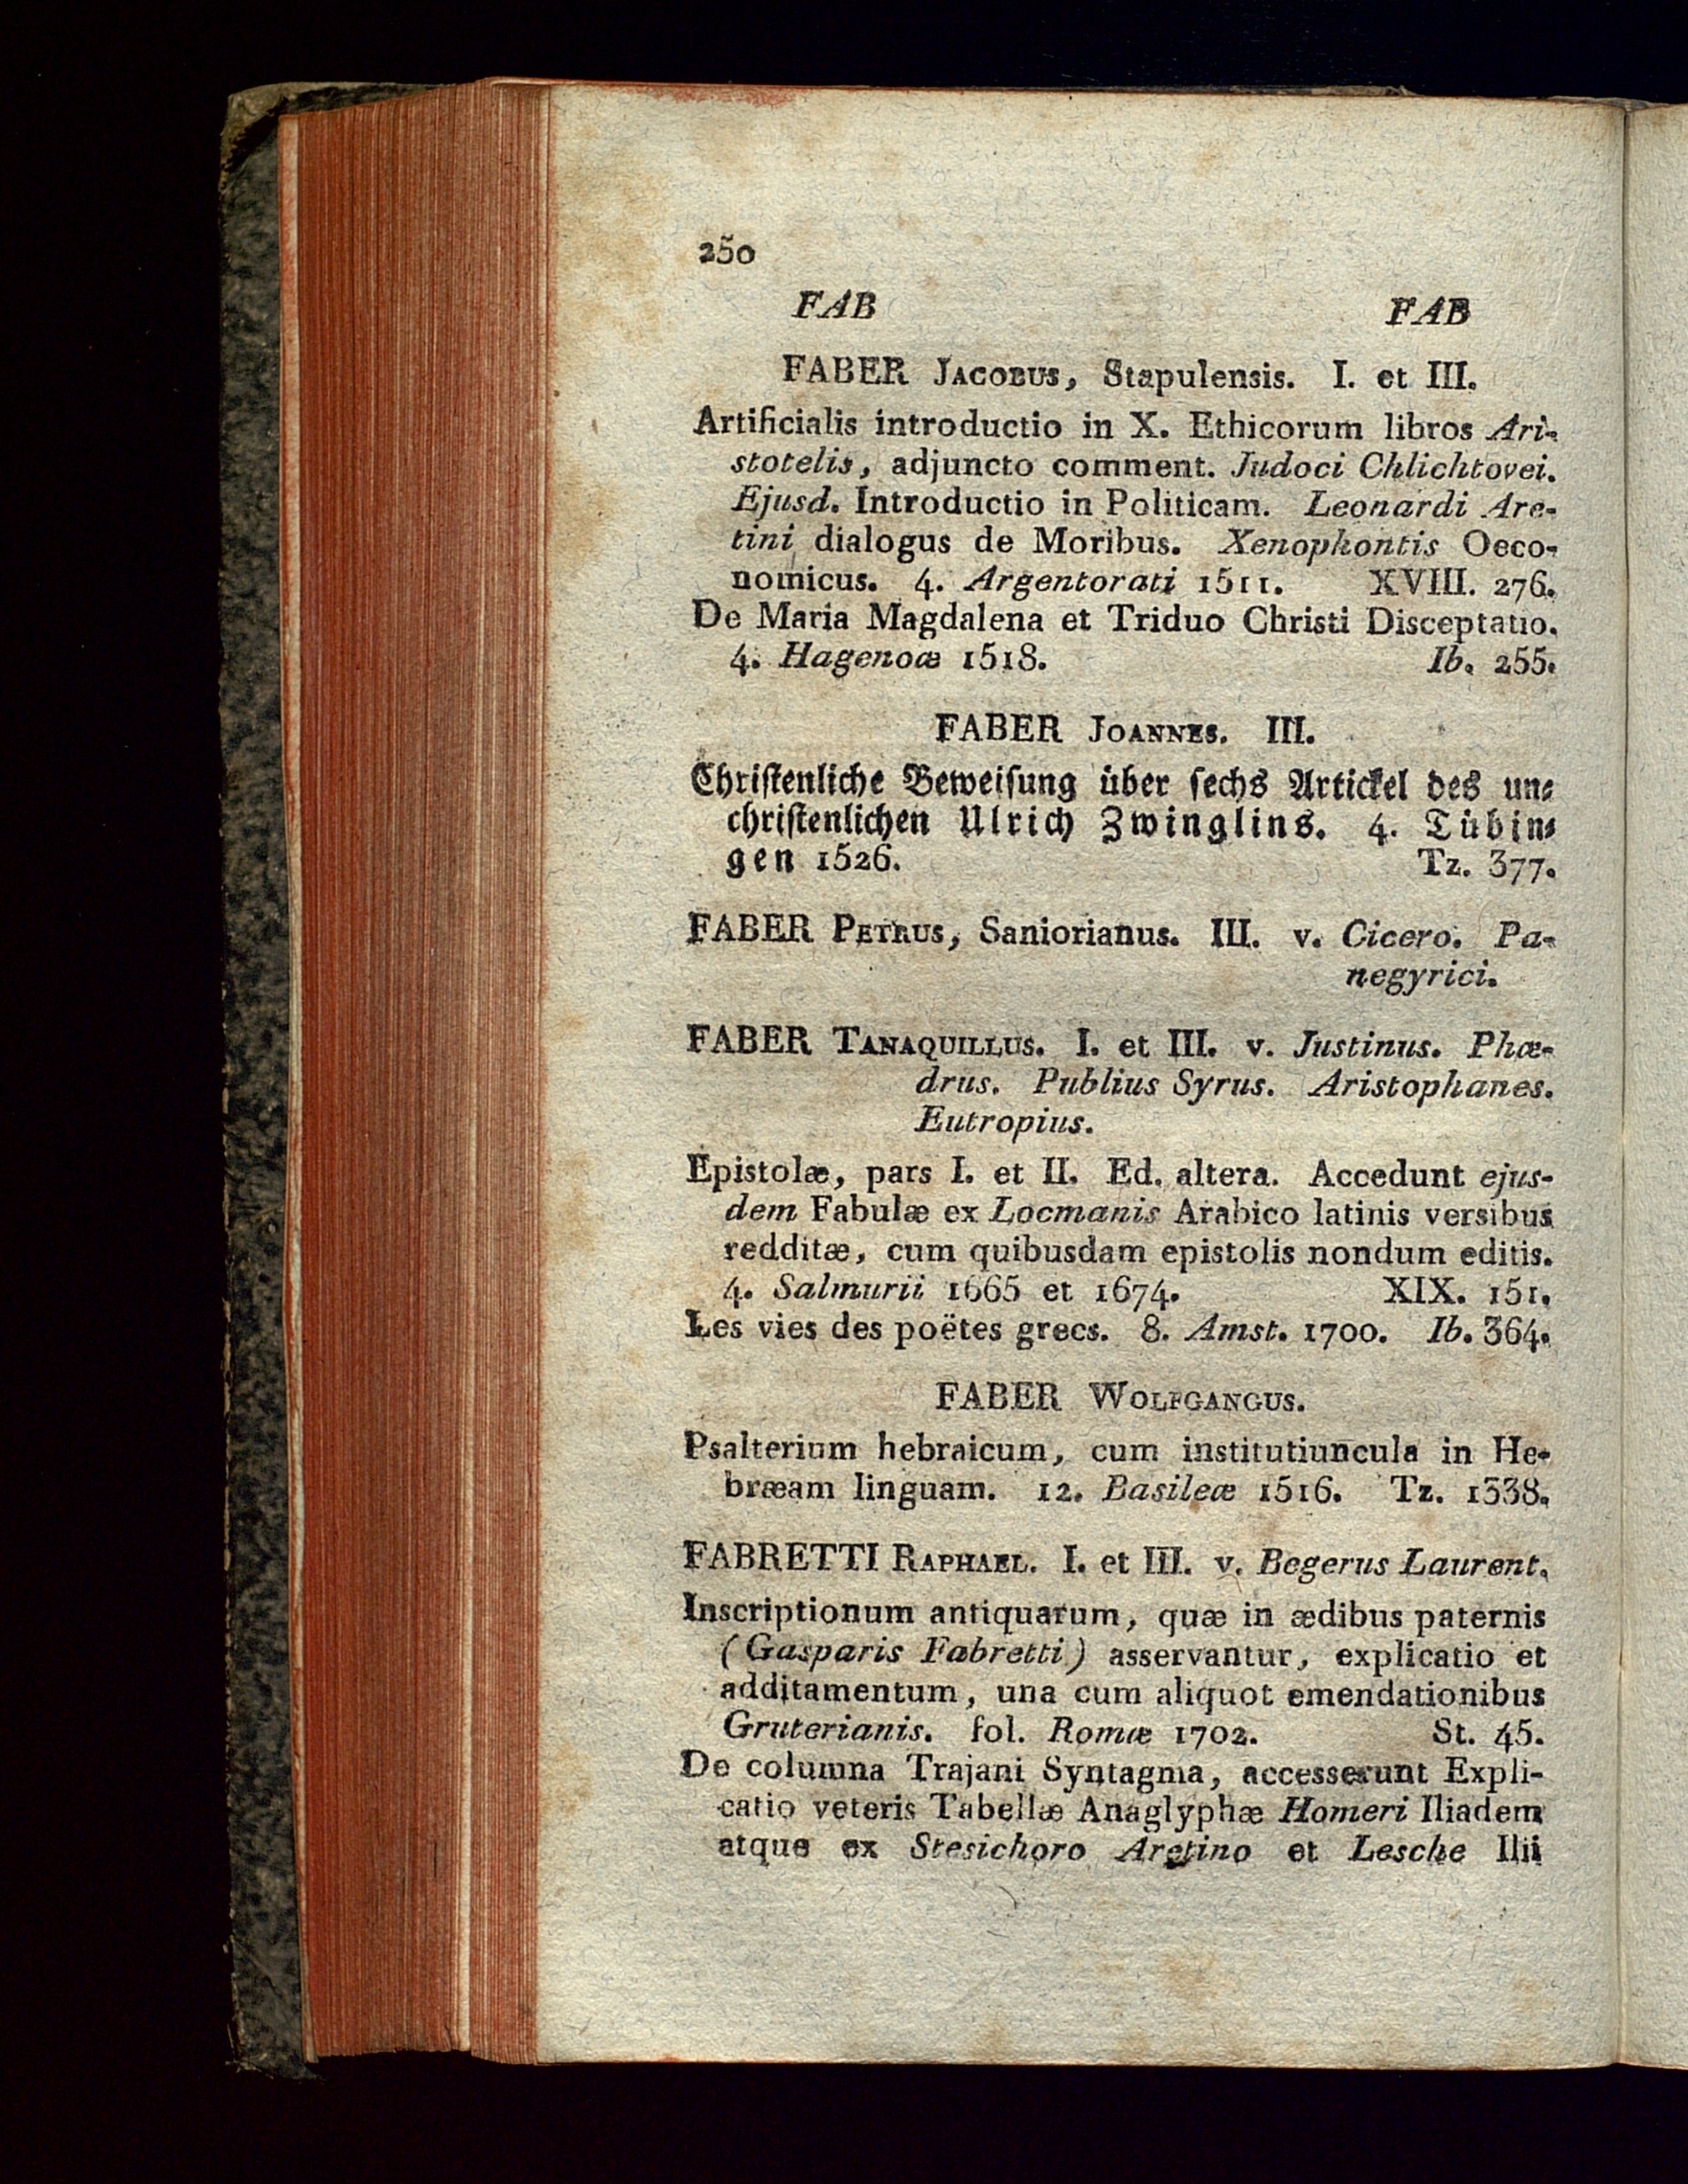 250
FAB FAB
FABER JACOBUS, Stapulensis. I. et III.
Artificialis introductio in X. Ethicorum libros Ari-
stotelis, adjuncto comment. Judoci Chlichtovei.
Ejusd. Introductio in Politicam. Leonardi Are-
tini dialogus de Moribus. Xenophontis Oeco-
nomicus. 4. Argentorati 1511. XVIII. 276.
De Maria Magdalena et Triduo Christi Disceptatio.
4. Hagenoæ 1518. Ib. 255.
FABER JOANNES. III.
Christenliche Beweisung über sechs Artickel des un-
christenlichen Ulrich Zwinglins. 4. Tübin-
gen 1526. Tz. 377.
FABER PETRUS, Saniorianus. III. v. Cicero. Pa-
negyrici.
FABER TANAQUILLUS. I. et III. v. Justinus. Phæ-
drus. Publius Syrus. Aristophanes.
Eutropius.
Epistolæ, pars I. et II. Ed. altera. Accedunt ejus-
dem Fabulæ ex Locmanis Arabico latinis versibus
redditæ, cum quibusdam epistolis nondum editis.
4. Salmurii 1665 et 1674. XIX. 151.
Les vies des poëtes grecs. 8. Amst. 1700. Ib. 364.
FABER WOLFGANGUS.
Psalterium hebraicum, cum institutiuncula in He-
bræam linguam. 12. Basileæ 1516. Tz. 1338.
FABRETTI RAPHAEL. I. et III. v. Begerus Laurent.
Inscriptionum antiquarum, quæ in ædibus paternis
(Gasparis Fabretti) asservantur, explicatio et
additamentum, una cum aliquot emendationibus
Gruterianis. fol. Romæ 1702. St. 45.
De columna Trajani Syntagma, accesserunt Expli-
catio veteris Tabellæ Anaglyphæ Homeri Iliadem
atque ex Stesichoro Aretino et Lesche Ilii